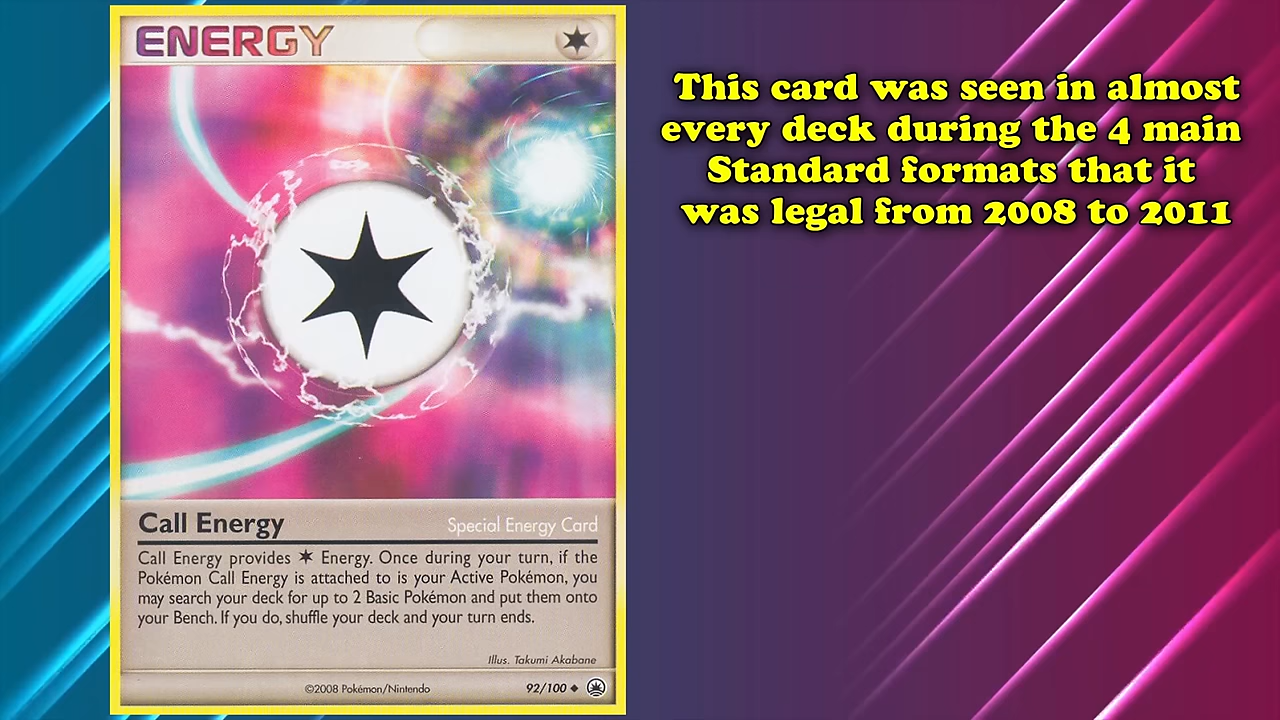 ENERGY
This card was seen in almost
every deck during the 4 main
Standard formats that it
was legal from 2008 to 2011
Call Energy
Special Energy Card
Call Energy provides ✶ Energy. Once during your turn, if the
Pokémon Call Energy is attached to is your Active Pokémon, you
may search your deck for up to 2 Basic Pokémon and put them onto
your Bench. If you do, shuffle your deck and your turn ends.
Illus. Takumi Akabane
©2008 Pokémon/Nintendo
92/100 ◆